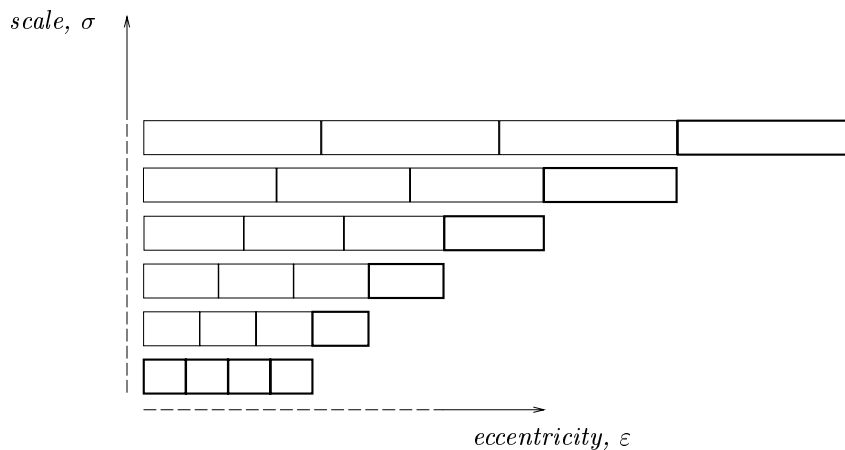 scale, σ
eccentricity, ε